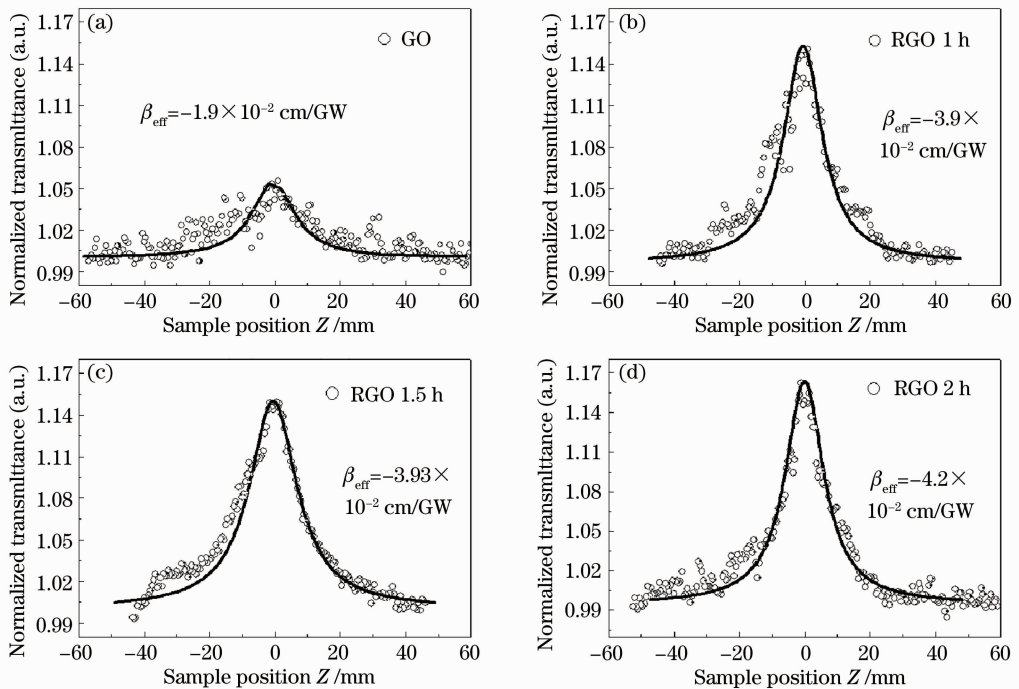 (a)
GO
βeff=−1.9×10−2 cm/GW
1.17
1.14
1.11
1.08
1.05
1.02
0.99
−60 −40 −20 0 20 40 60
Normalized transmlttance (a.u.)
Sample position Z /mm
(b)
RGO 1 h
βeff=−3.9×
10−2 cm/GW
1.17
1.14
1.11
1.08
1.05
1.02
0.99
−60 −40 −20 0 20 40 60
Normalized transmlttance (a.u.)
Sample position Z /mm
(c)
RGO 1.5 h
βeff=−3.93×
10−2 cm/GW
1.17
1.14
1.11
1.08
1.05
1.02
0.99
−60 −40 −20 0 20 40 60
Normalized transmlttance (a.u.)
Sample position Z /mm
(d)
RGO 2 h
βeff=−4.2×
10−2 cm/GW
1.17
1.14
1.11
1.08
1.05
1.02
0.99
−60 −40 −20 0 20 40 60
Normalized transmlttance (a.u.)
Sample position Z /mm